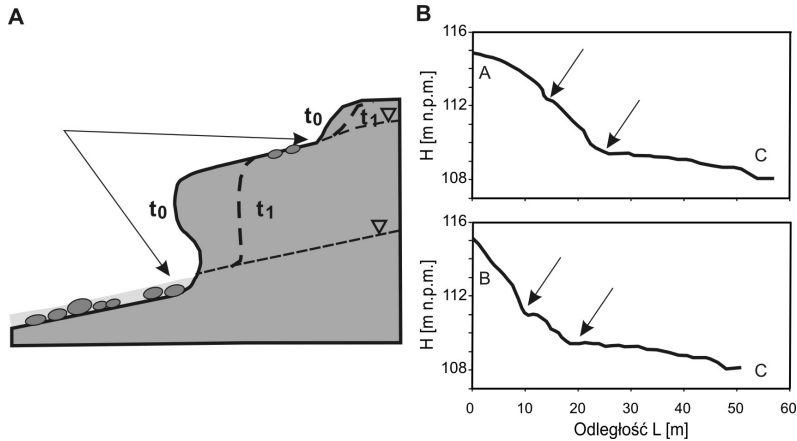 A
t₀
t₁
t₀
t₁
B
116
112
108
H [m n.p.m.]
A
C
116
112
108
H [m n.p.m.]
B
C
0 10 20 30 40 50 60
Odległość L [m]